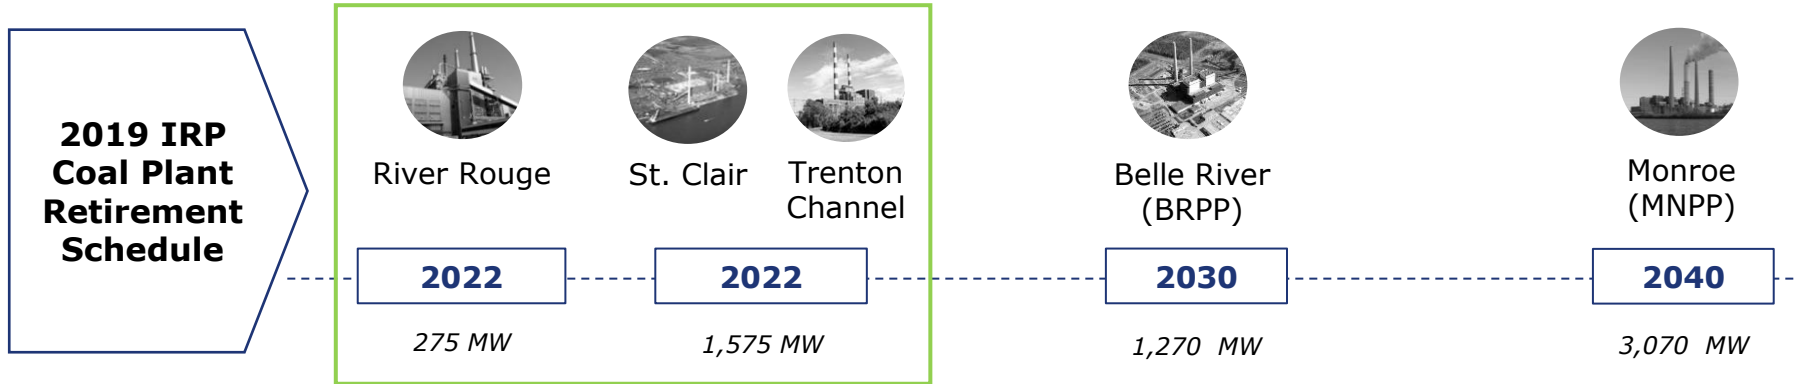 2019 IRP
Coal Plant
Retirement
Schedule
River Rouge
St. Clair
Trenton
Channel
Belle River
(BRPP)
Monroe
(MNPP)
2022
2022
2030
2040
275 MW
1,575 MW
1,270 MW
3,070 MW